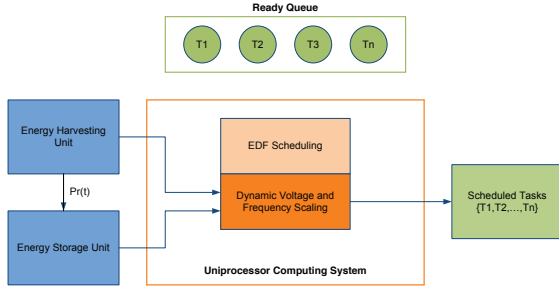 Ready Queue
T1
T2
T3
Tn
Energy Harvesting
Unit
EDF Scheduling
Pr(t)
Dynamic Voltage and
Frequency Scaling
Scheduled Tasks
{T1,T2,...,Tn}
Energy Storage Unit
Uniprocessor Computing System